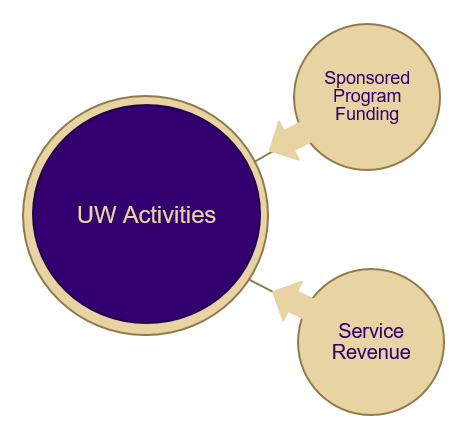 Sponsored
Program
Funding
UW Activities
Service
Revenue